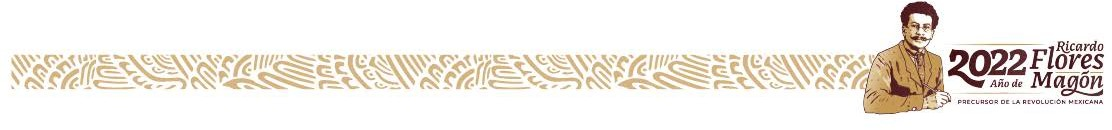 2022
Año de
Ricardo
Flores
Magón
PRECURSOR DE LA REVOLUCIÓN MEXICANA